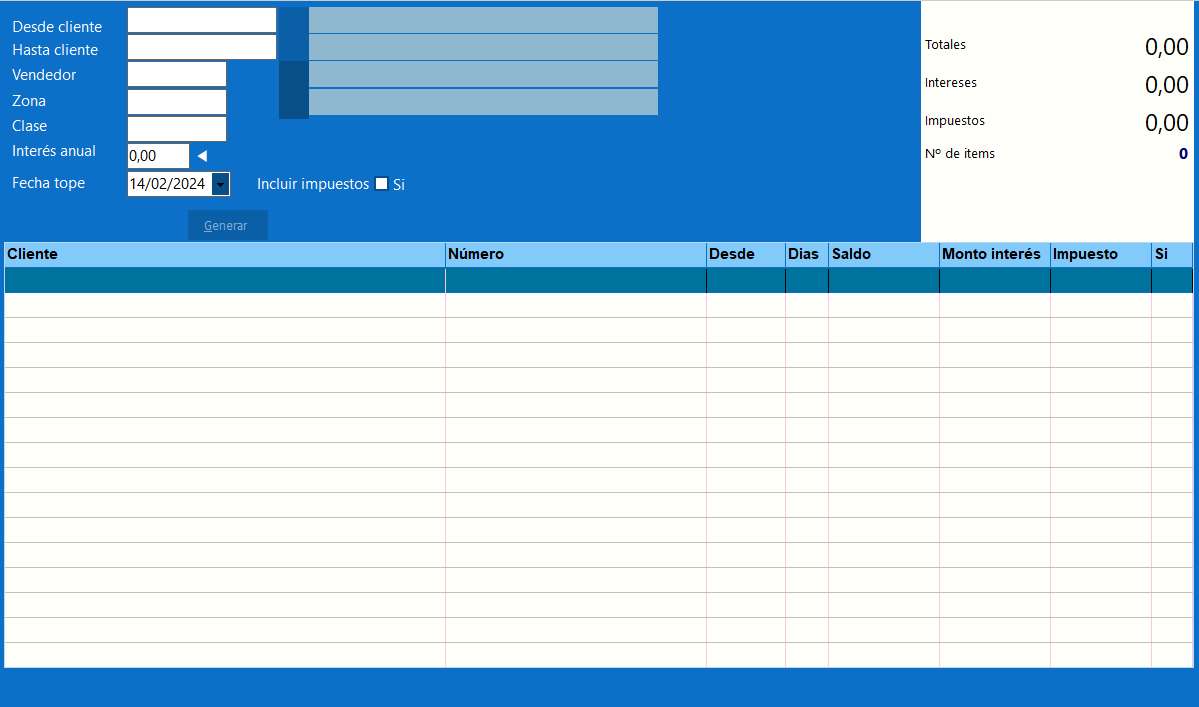 Desde cliente
Hasta cliente
Vendedor
Zona
Clase
Interés anual 0,00
Fecha tope 14/02/2024 Incluir impuestos Si
Generar
Totales 0,00
Intereses 0,00
Impuestos 0,00
Nº de items 0
Cliente Número Desde Dias Saldo Monto interés Impuesto Si